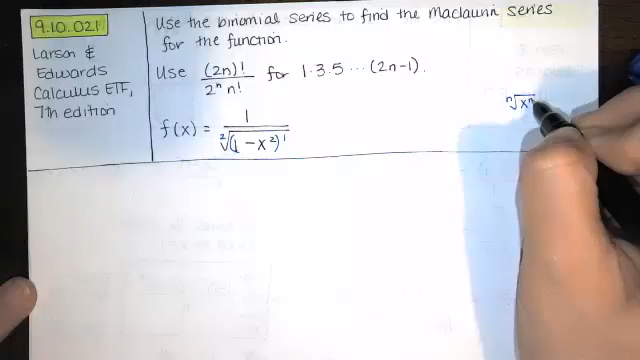 9.10.021
Larson &
Edwards
Calculus ETF,
7th edition
Use the binomial series to find the Maclaurin series
for the function.
Use (2n)! / 2ⁿ n! for 1·3·5 ··· (2n-1).
f(x) = 1 / ²√(1 - x²)¹
ⁿ√xⁿ